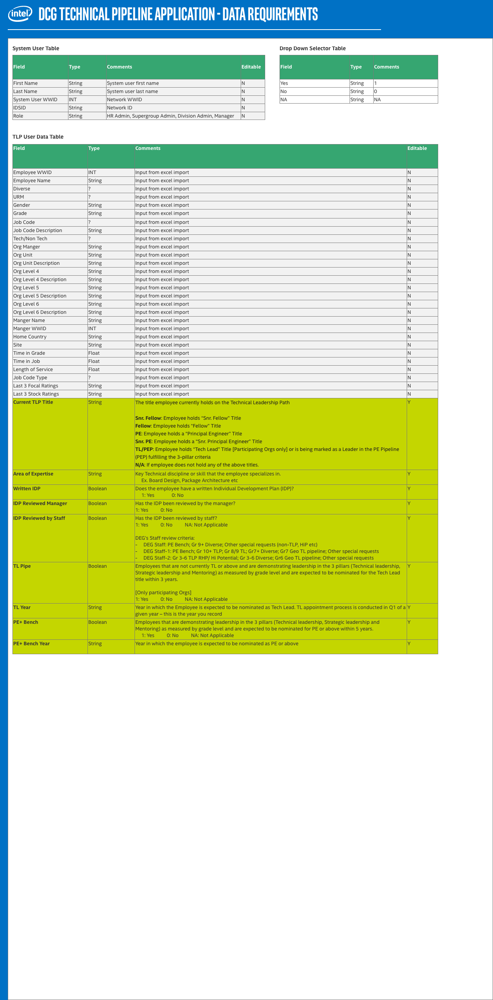 intel DCG TECHNICAL PIPELINE APPLICATION - DATA REQUIREMENTS
System User Table
Field Type Comments Editable
First Name String System user first name N
Last Name String System user last name N
System User WWID INT Network WWID N
IDSID String Network ID N
Role String HR Admin, Supergroup Admin, Division Admin, Manager N
Drop Down Selector Table
Field Type Comments
Yes String 1
No String 0
NA String NA
TLP User Data Table
Field Type Comments Editable
Employee WWID INT Input from excel import N
Employee Name String Input from excel import N
Diverse ? Input from excel import N
URM ? Input from excel import N
Gender String Input from excel import N
Grade String Input from excel import N
Job Code ? Input from excel import N
Job Code Description String Input from excel import N
Tech/Non Tech ? Input from excel import N
Org Manger String Input from excel import N
Org Unit String Input from excel import N
Org Unit Description String Input from excel import N
Org Level 4 String Input from excel import N
Org Level 4 Description String Input from excel import N
Org Level 5 String Input from excel import N
Org Level 5 Description String Input from excel import N
Org Level 6 String Input from excel import N
Org Level 6 Description String Input from excel import N
Manger Name String Input from excel import N
Manger WWID INT Input from excel import N
Home Country String Input from excel import N
Site String Input from excel import N
Time in Grade Float Input from excel import N
Time in Job Float Input from excel import N
Length of Service Float Input from excel import N
Job Code Type ? Input from excel import N
Last 3 Focal Ratings String Input from excel import N
Last 3 Stock Ratings String Input from excel import N
Current TLP Title String The title employee currently holds on the Technical Leadership Path Y
Snr. Fellow: Employee holds “Snr. Fellow” Title
Fellow: Employee holds “Fellow” Title
PE: Employee holds a “Principal Engineer” Title
Snr. PE: Employee holds a “Snr. Principal Engineer” Title
TL/PEP: Employee holds “Tech Lead” Title [Participating Orgs only] or is being marked as a Leader in the PE Pipeline
(PEP) fulfilling the 3-pillar criteria
N/A: If employee does not hold any of the above titles.
Area of Expertise String Key Technical discipline or skill that the employee specializes in. Y
Ex. Board Design, Package Architecture etc
Written IDP Boolean Does the employee have a written Individual Development Plan (IDP)? Y
1: Yes 0: No
IDP Reviewed Manager Boolean Has the IDP been reviewed by the manager? Y
1: Yes 0: No
IDP Reviewed by Staff Boolean Has the IDP been reviewed by staff? Y
1: Yes 0: No NA: Not Applicable
DEG's Staff review criteria:
- DEG Staff: PE Bench; Gr 9+ Diverse; Other special requests (non-TLP, HiP etc)
- DEG Staff-1: PE Bench; Gr 10+ TLP; Gr 8/9 TL; Gr7+ Diverse; Gr7 Geo TL pipeline; Other special requests
- DEG Staff-2: Gr 3-6 TLP RHP/ Hi Potential; Gr 3-6 Diverse; Gr6 Geo TL pipeline; Other special requests
TL Pipe Boolean Employees that are not currently TL or above and are demonstrating leadership in the 3 pillars (Technical leadership, Y
Strategic leadership and Mentoring) as measured by grade level and are expected to be nominated for the Tech Lead
title within 3 years.
[Only participating Orgs]
1: Yes 0: No NA: Not Applicable
TL Year String Year in which the Employee is expected to be nominated as Tech Lead. TL appointment process is conducted in Q1 of a Y
given year – this is the year you record
PE+ Bench Boolean Employees that are demonstrating leadership in the 3 pillars (Technical leadership, Strategic leadership and Y
Mentoring) as measured by grade level and are expected to be nominated for PE or above within 5 years.
1: Yes 0: No NA: Not Applicable
PE+ Bench Year String Year in which the employee is expected to be nominated as PE or above Y